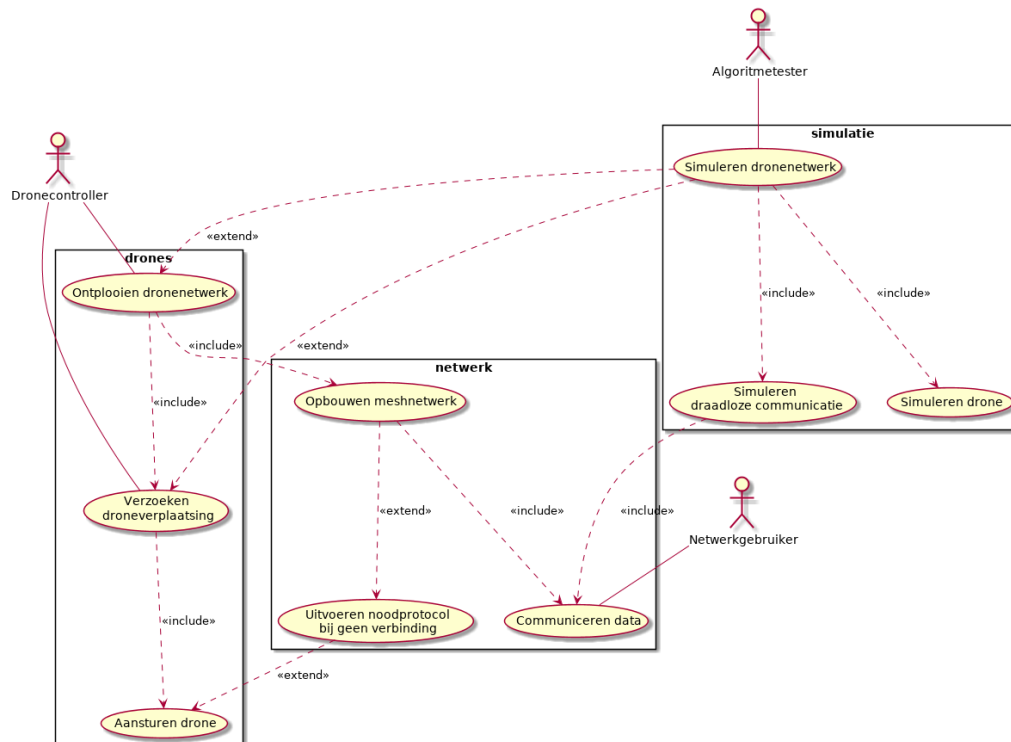 Algoritmetester
simulatie
Simuleren dronenetwerk
Dronecontroller
«extend»
drones
Ontplooien dronenetwerk
«include»
«include»
«include»
«extend»
netwerk
Opbouwen meshnetwerk
Simuleren
draadloze communicatie
Simuleren drone
«include»
Verzoeken
droneverplaatsing
«extend»
«include»
«include»
Netwerkgebruiker
Uitvoeren noodprotocol
bij geen verbinding
Communiceren data
«include»
«extend»
Aansturen drone